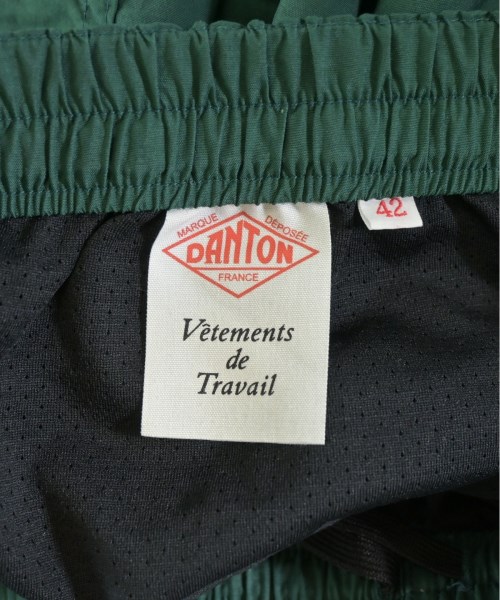 MARQUE DÉPOSÉE
DANTON
FRANCE
Vêtements
de
Travail
42